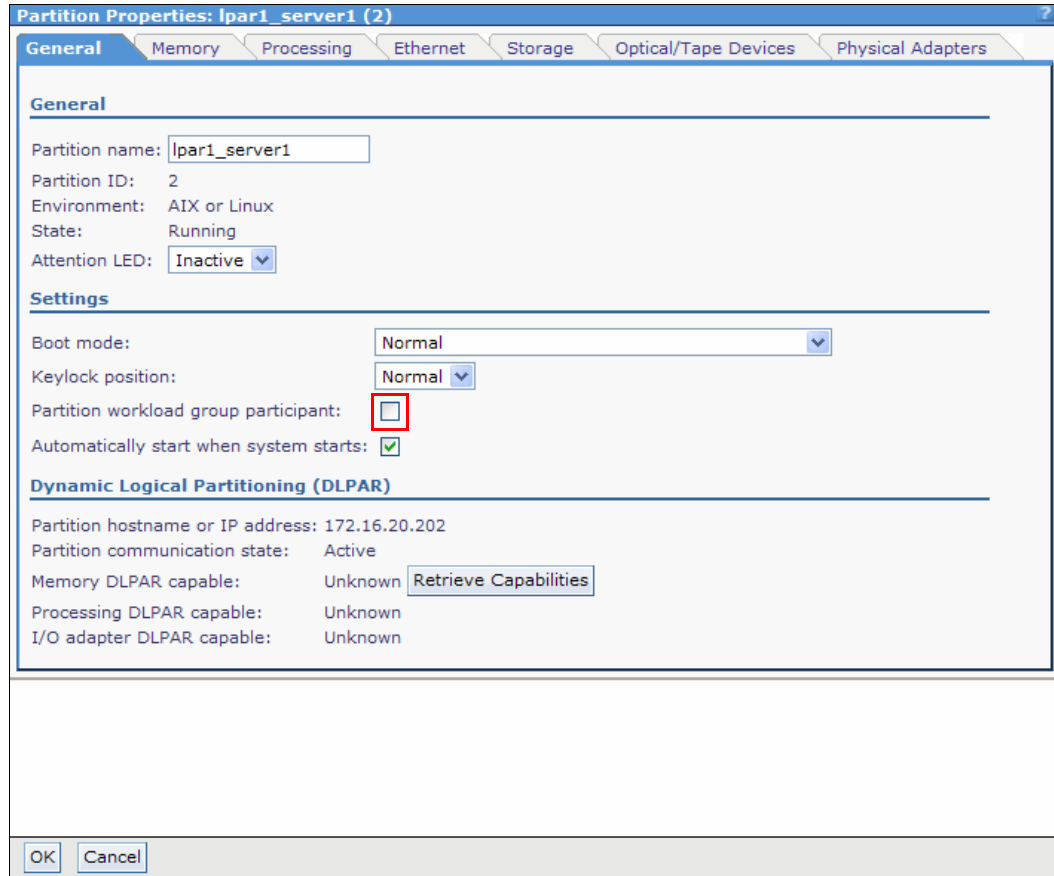 Partition Properties: lpar1_server1 (2) ?
General Memory Processing Ethernet Storage Optical/Tape Devices Physical Adapters
General
Partition name: lpar1_server1
Partition ID: 2
Environment: AIX or Linux
State: Running
Attention LED: Inactive
Settings
Boot mode: Normal
Keylock position: Normal
Partition workload group participant:
Automatically start when system starts:
Dynamic Logical Partitioning (DLPAR)
Partition hostname or IP address: 172.16.20.202
Partition communication state: Active
Memory DLPAR capable: Unknown Retrieve Capabilities
Processing DLPAR capable: Unknown
I/O adapter DLPAR capable: Unknown
OK Cancel